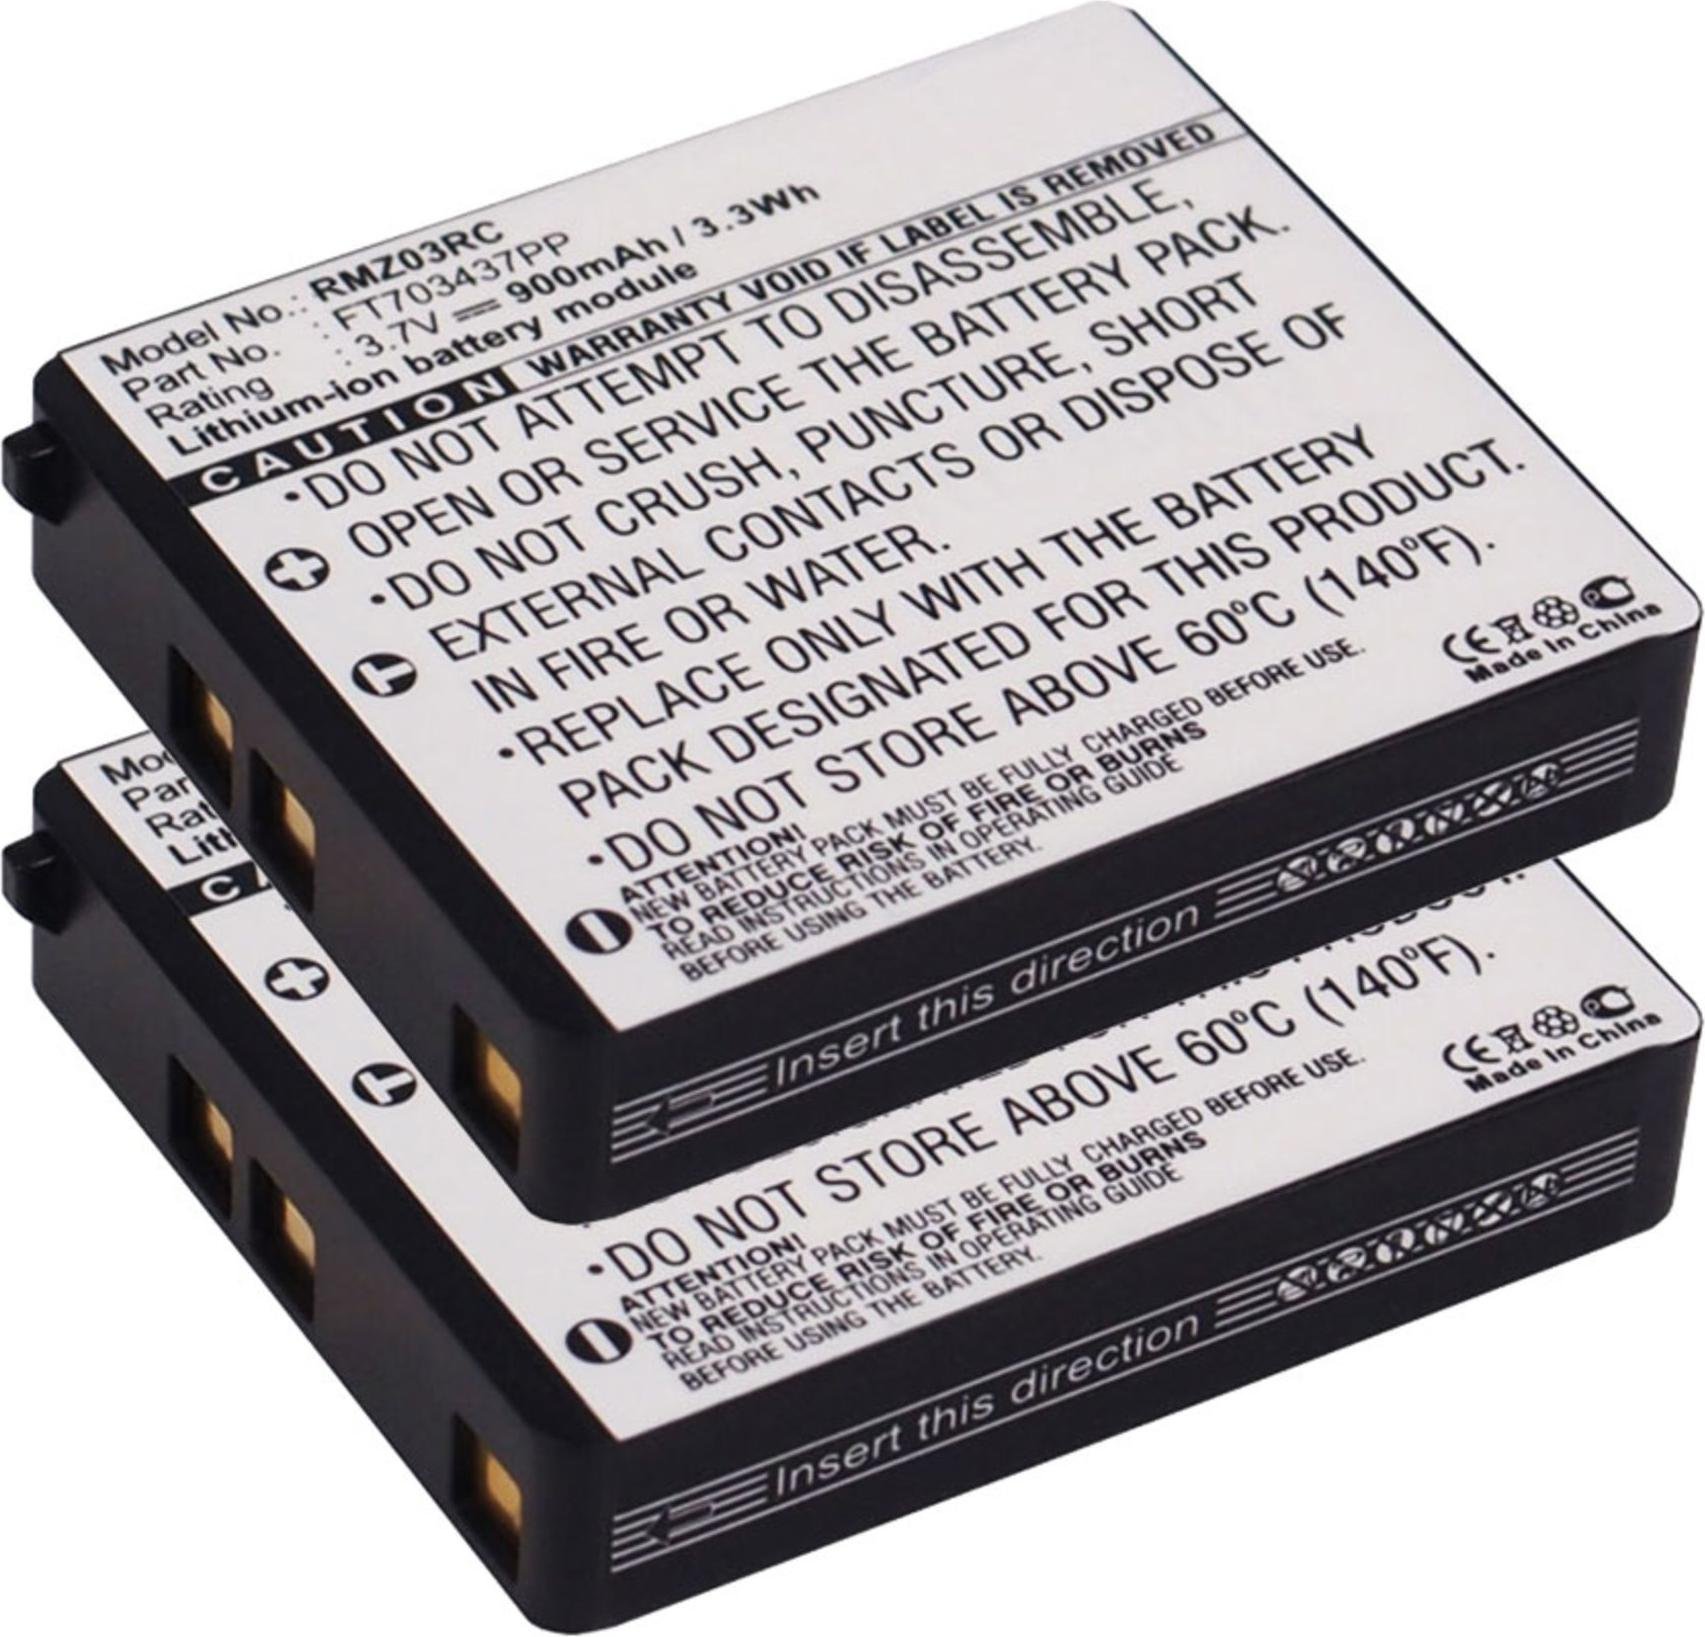 Model No.: RMZ03RC
Part No. : FT703437PP
Rating : 3.7V 900mAh / 3.3Wh
Lithium-ion battery module
CAUTION WARRANTY VOID IF LABEL IS REMOVED
•DO NOT ATTEMPT TO DISASSEMBLE,
OPEN OR SERVICE THE BATTERY PACK.
•DO NOT CRUSH, PUNCTURE, SHORT
EXTERNAL CONTACTS OR DISPOSE OF
IN FIRE OR WATER.
•REPLACE ONLY WITH THE BATTERY
PACK DESIGNATED FOR THIS PRODUCT.
•DO NOT STORE ABOVE 60°C (140°F).
ATTENTION!
NEW BATTERY PACK MUST BE FULLY CHARGED BEFORE USE.
TO REDUCE RISK OF FIRE OR BURNS
READ INSTRUCTIONS IN OPERATING GUIDE
BEFORE USING THE BATTERY.
CE
Made in China
Insert this direction
Mo
Par
Rat
Lith
CA
•DO NOT STORE ABOVE 60°C (140°F).
ATTENTION!
NEW BATTERY PACK MUST BE FULLY CHARGED BEFORE USE.
TO REDUCE RISK OF FIRE OR BURNS
READ INSTRUCTIONS IN OPERATING GUIDE
BEFORE USING THE BATTERY.
CE
Made in China
Insert this direction